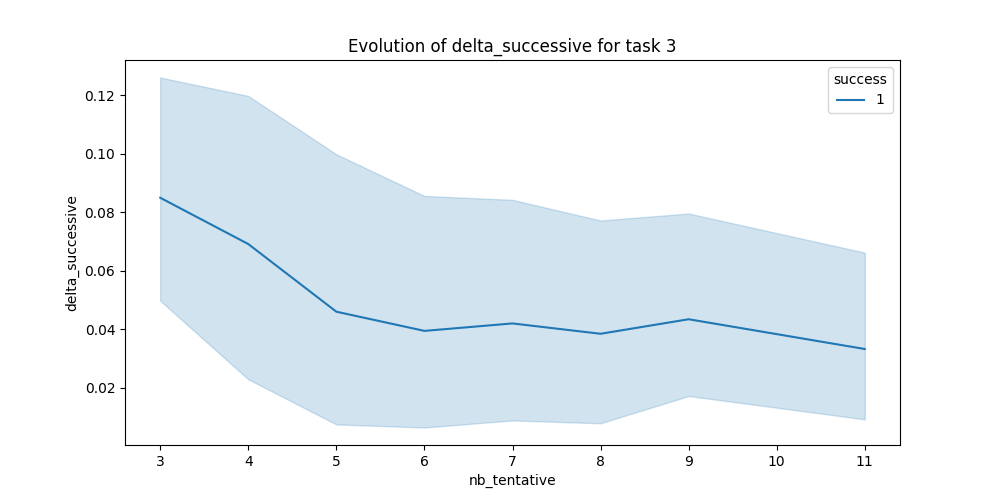 Evolution of delta_successive for task 3
success
1
delta_successive
0.12
0.10
0.08
0.06
0.04
0.02
3 4 5 6 7 8 9 10 11
nb_tentative